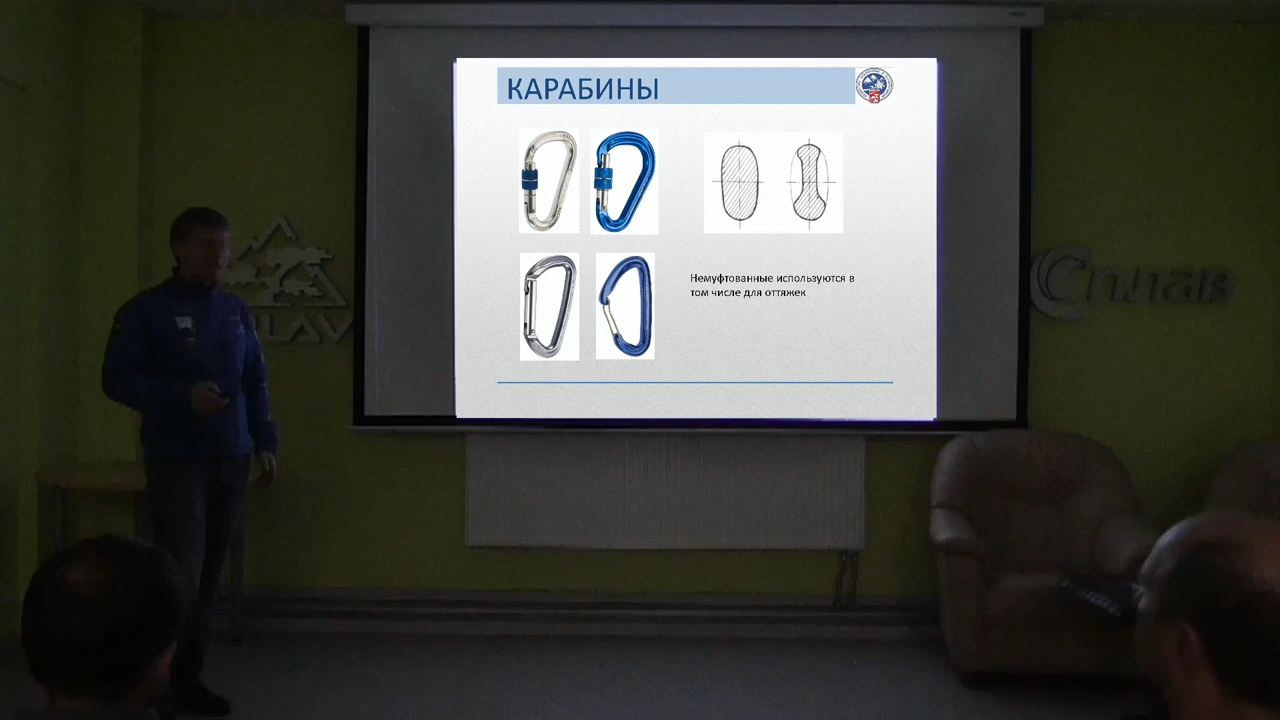 КАРАБИНЫ
Немуфтованные используются в
том числе для оттяжек
Сплав